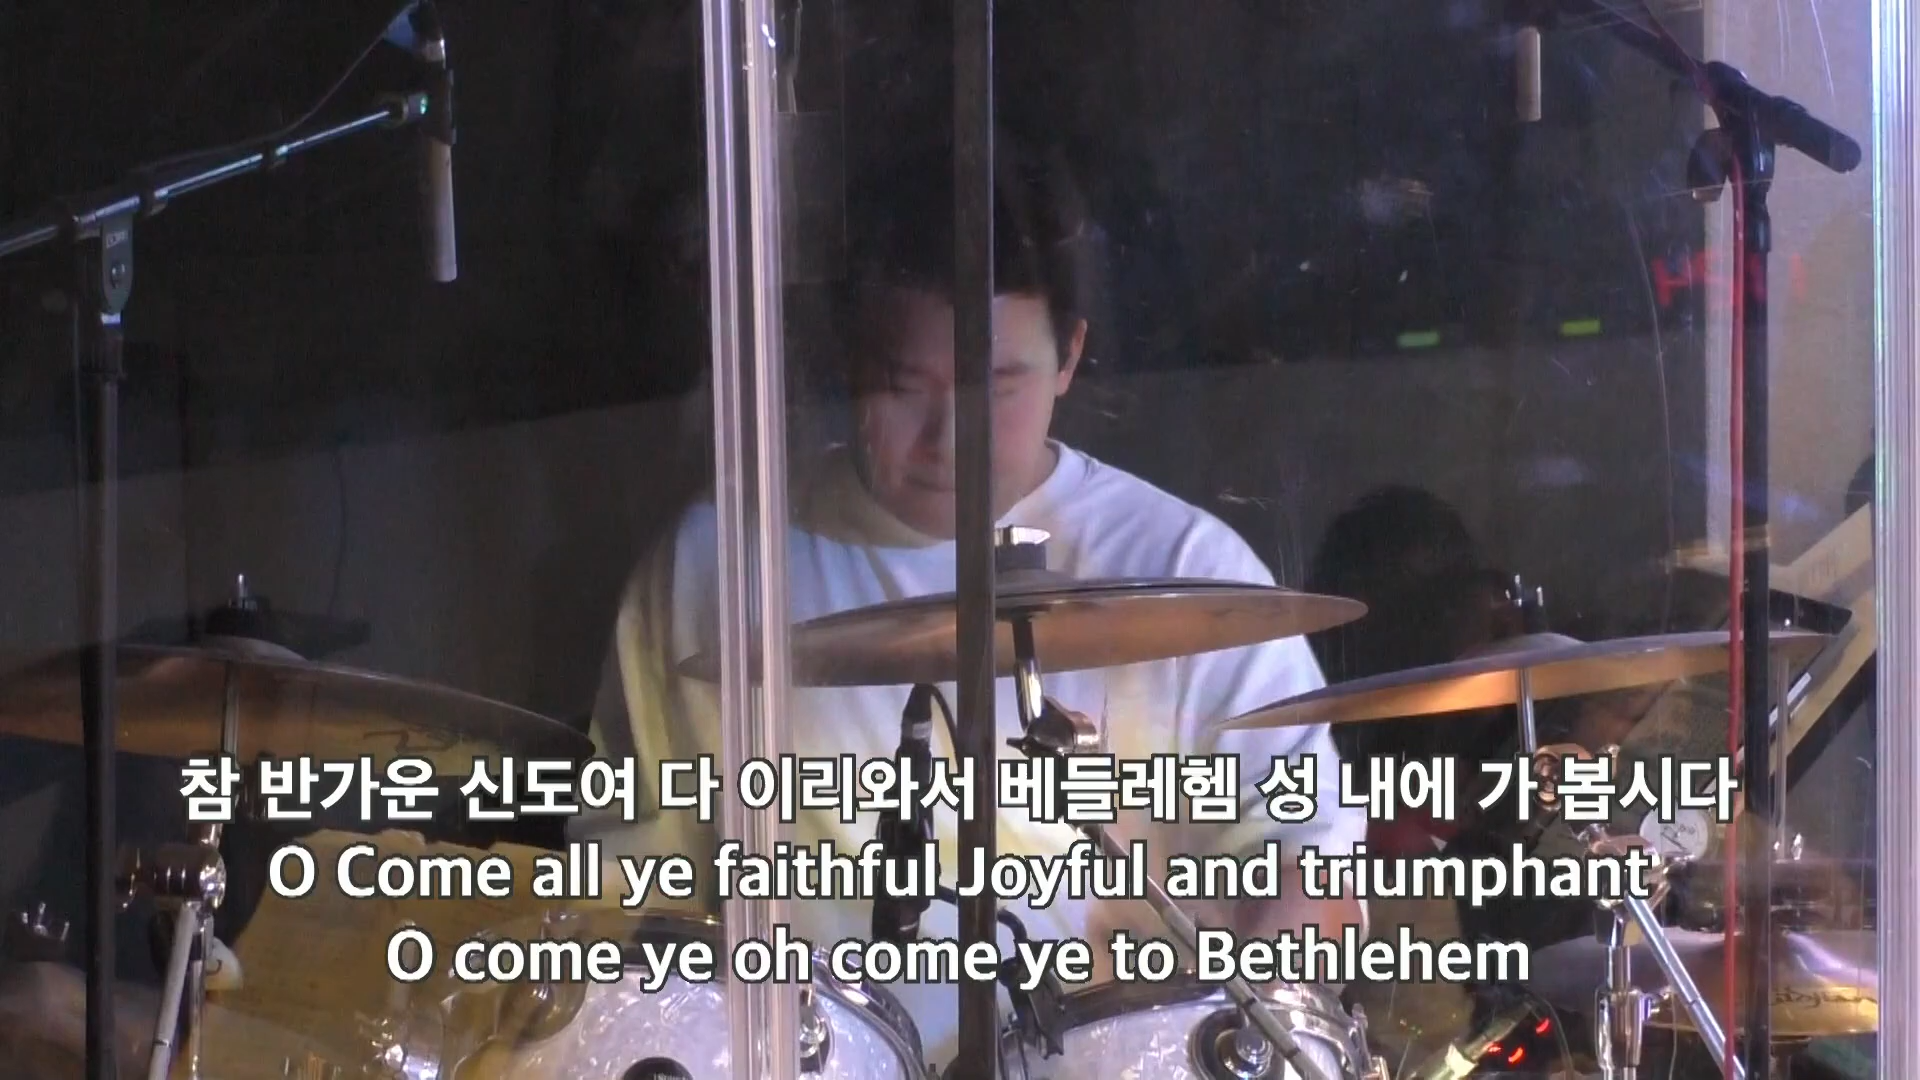 참 반가운 신도여 다 이리와서 베들레헴 성 내에 가 봅시다
O Come all ye faithful Joyful and triumphant
O come ye oh come ye to Bethlehem